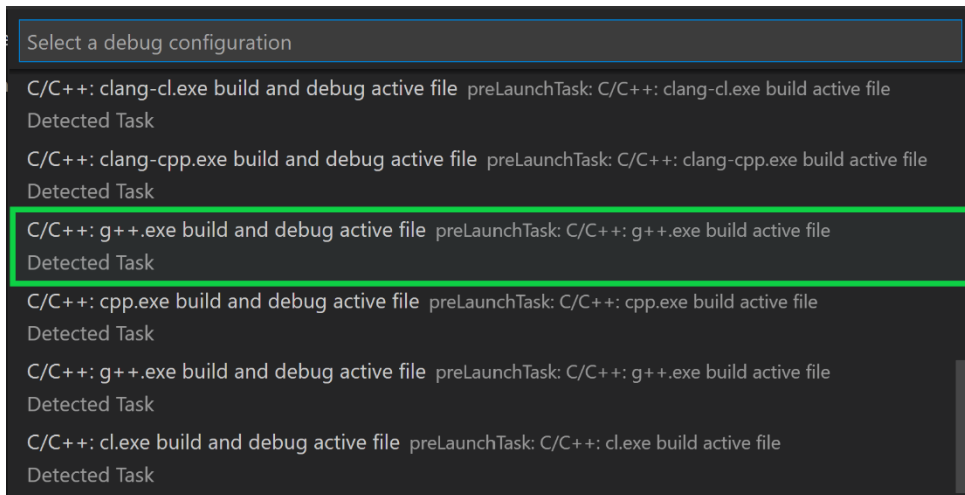 Select a debug configuration
C/C++: clang-cl.exe build and debug active file preLaunchTask: C/C++: clang-cl.exe build active file
Detected Task
C/C++: clang-cpp.exe build and debug active file preLaunchTask: C/C++: clang-cpp.exe build active file
Detected Task
C/C++: g++.exe build and debug active file preLaunchTask: C/C++: g++.exe build active file
Detected Task
C/C++: cpp.exe build and debug active file preLaunchTask: C/C++: cpp.exe build active file
Detected Task
C/C++: g++.exe build and debug active file preLaunchTask: C/C++: g++.exe build active file
Detected Task
C/C++: cl.exe build and debug active file preLaunchTask: C/C++: cl.exe build active file
Detected Task